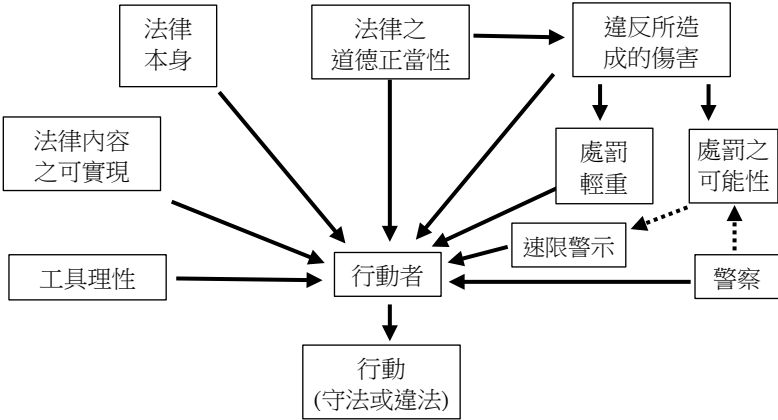 法律
本身
法律之
道德正當性
違反所造
成的傷害
法律內容
之可實現
處罰
輕重
處罰之
可能性
速限警示
工具理性
行動者
警察
行動
(守法或違法)